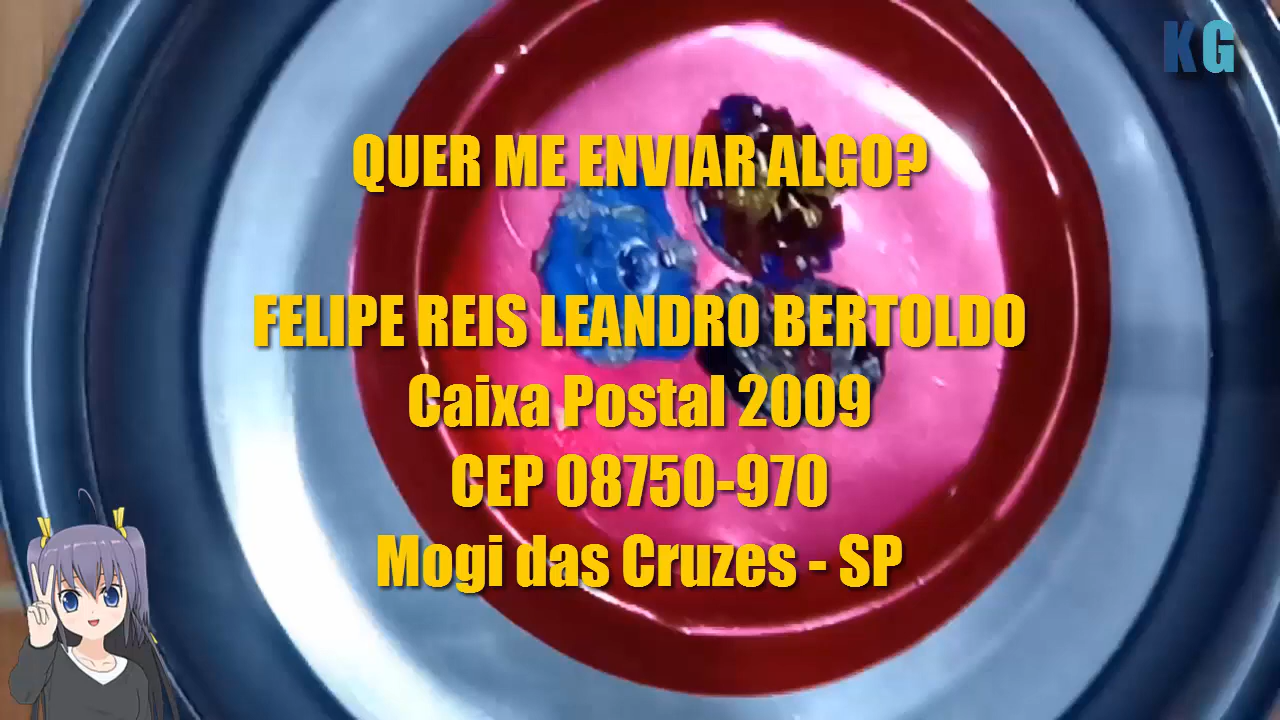 KG
QUER ME ENVIAR ALGO?
FELIPE REIS LEANDRO BERTOLDO
Caixa Postal 2009
CEP 08750-970
Mogi das Cruzes - SP